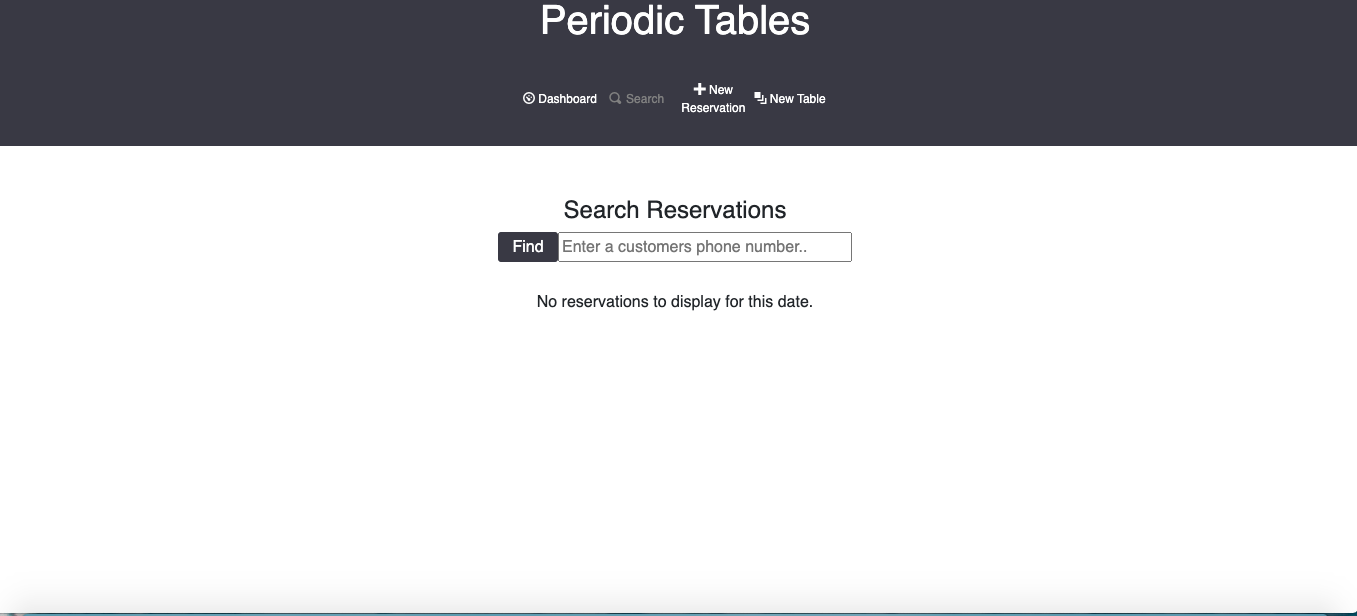 Periodic Tables
Dashboard Search New Reservation New Table
Search Reservations
Find Enter a customers phone number..
No reservations to display for this date.